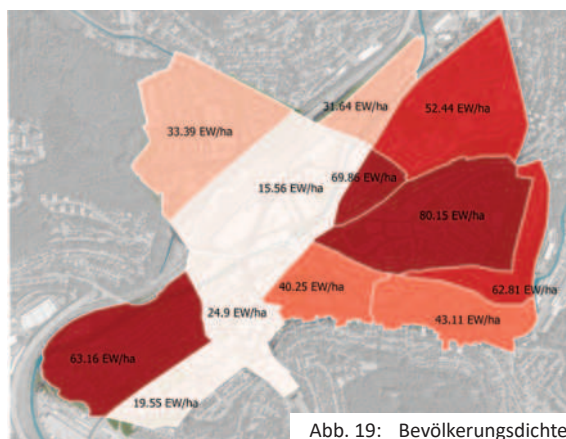 31.64 EW/ha
52.44 EW/ha
33.39 EW/ha
69.86 EW/ha
15.56 EW/ha
80.15 EW/ha
40.25 EW/ha
62.81 EW/ha
24.9 EW/ha
43.11 EW/ha
63.16 EW/ha
19.55 EW/ha
Abb. 19: Bevölkerungsdichte